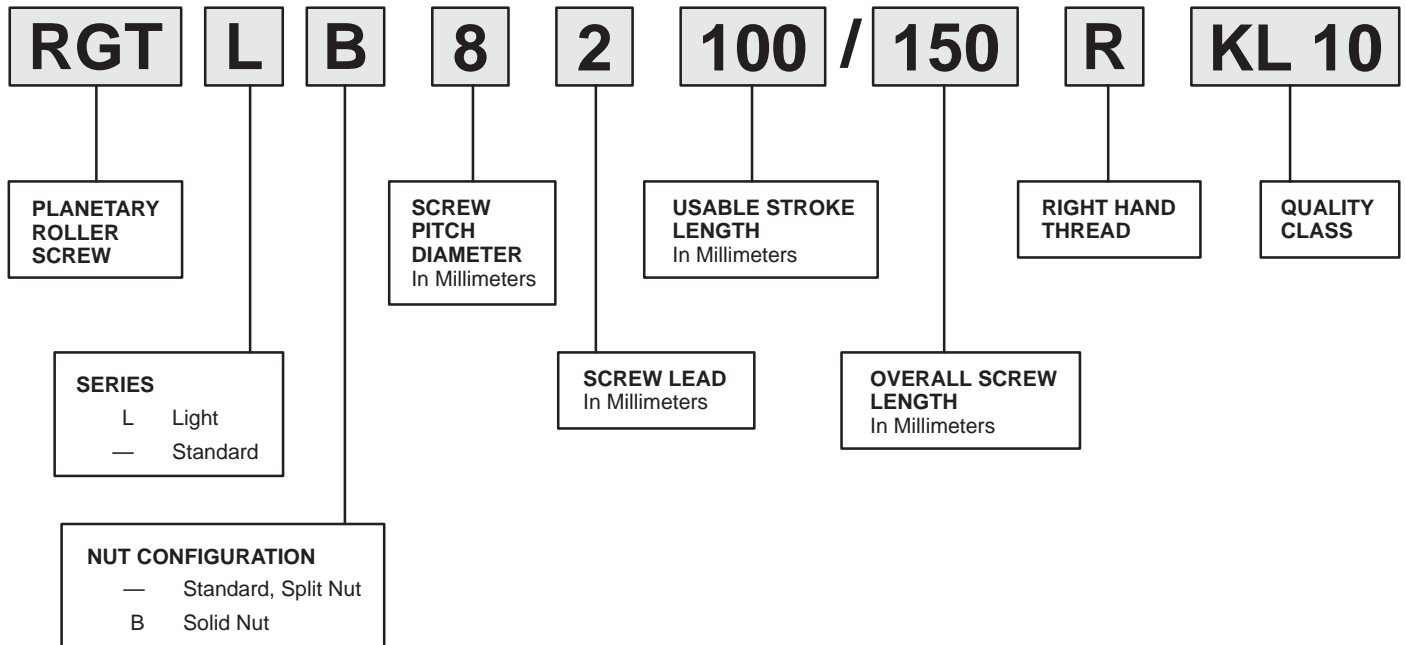 RGT L B 8 2 100 / 150 R KL 10
PLANETARY
ROLLER
SCREW
SCREW
PITCH
DIAMETER
In Millimeters
USABLE STROKE
LENGTH
In Millimeters
RIGHT HAND
THREAD
QUALITY
CLASS
SERIES
L Light
— Standard
SCREW LEAD
In Millimeters
OVERALL SCREW
LENGTH
In Millimeters
NUT CONFIGURATION
— Standard, Split Nut
B Solid Nut